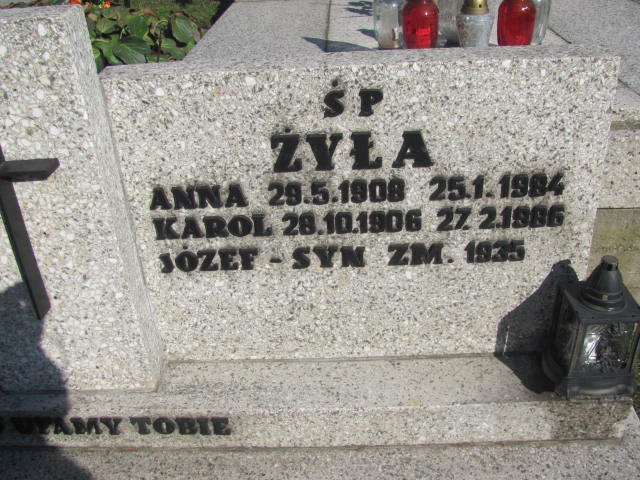 ŚP
ŻYŁA
ANNA 29.5.1908 25.1.1984
KAROL 28.10.1906 27.2.1986
JÓZEF - SYN ZM. 1935
UFAMY TOBIE